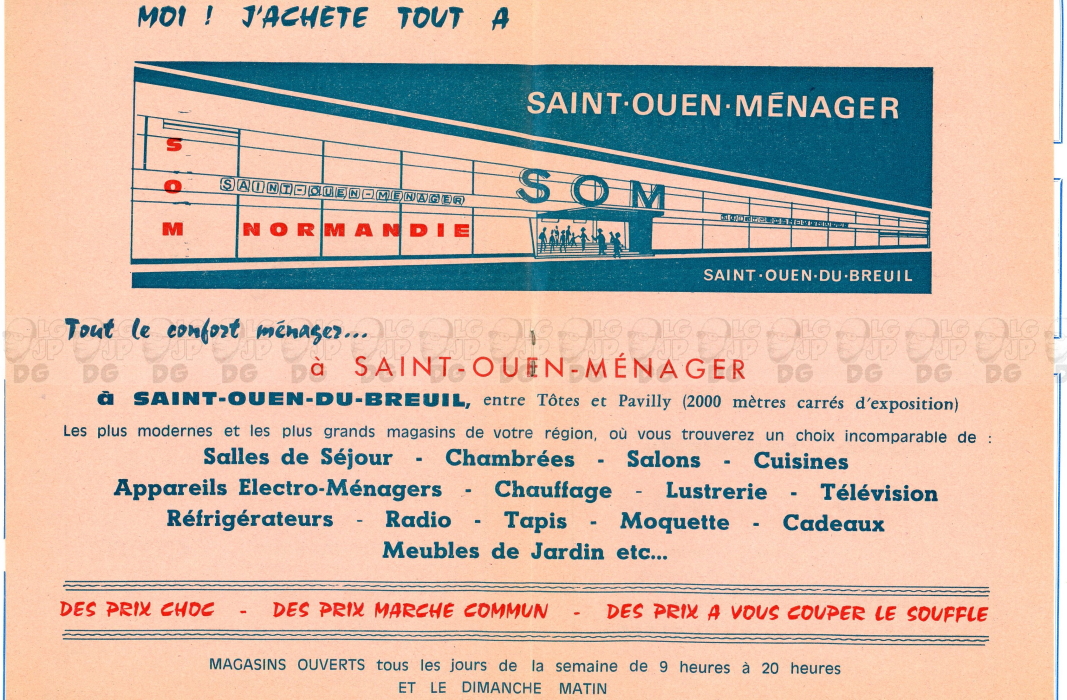 MOI ! J'ACHETE TOUT A
SAINT·OUEN·MÉNAGER
SOM
SAINT-OUEN-MENAGER
SOM
NORMANDIE
SAINT·OUEN·DU·BREUIL
Tout le confort ménager...
à SAINT-OUEN-MÉNAGER
à SAINT-OUEN-DU-BREUIL, entre Tôtes et Pavilly (2000 mètres carrés d'exposition)
Les plus modernes et les plus grands magasins de votre région, où vous trouverez un choix incomparable de :
Salles de Séjour - Chambrées - Salons - Cuisines
Appareils Electro-Ménagers - Chauffage - Lustrerie - Télévision
Réfrigérateurs - Radio - Tapis - Moquette - Cadeaux
Meubles de Jardin etc...
DES PRIX CHOC - DES PRIX MARCHE COMMUN - DES PRIX A VOUS COUPER LE SOUFFLE
MAGASINS OUVERTS tous les jours de la semaine de 9 heures à 20 heures
ET LE DIMANCHE MATIN